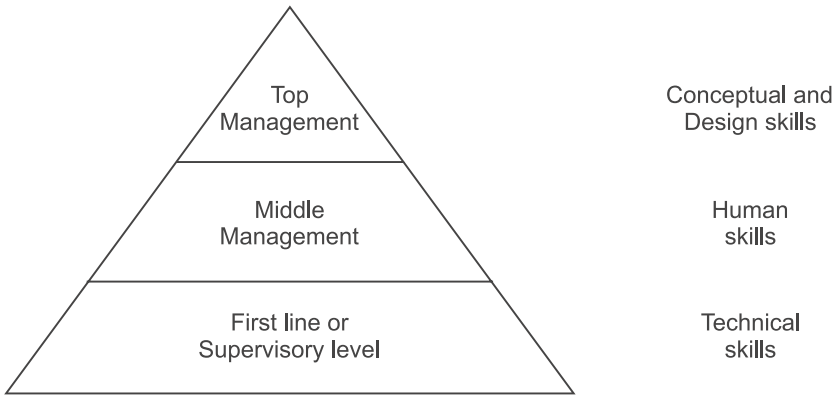 Top
Management
Conceptual and
Design skills
Middle
Management
Human
skills
First line or
Supervisory level
Technical
skills